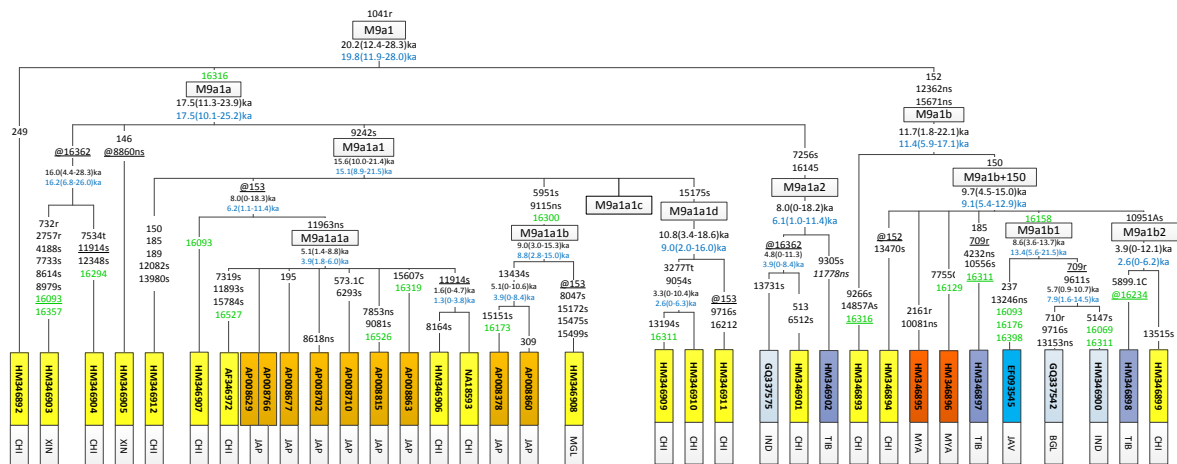 1041r
M9a1
20.2(12.4-28.3)ka
19.8(11.9-28.0)ka
249
16316
M9a1a
17.5(11.3-23.9)ka
17.5(10.1-25.2)ka
152
12362ns
15671ns
M9a1b
11.7(1.8-22.1)ka
11.4(5.9-17.1)ka
@16362
16.0(4.4-28.3)ka
16.2(6.8-26.0)ka
146
@8860ns
9242s
M9a1a1
15.6(10.0-21.4)ka
15.1(8.9-21.5)ka
7256s
16145
M9a1a2
8.0(0-18.2)ka
6.1(1.0-11.4)ka
150
M9a1b+150
9.7(4.5-15.0)ka
9.1(5.4-12.9)ka
732r
2757r
4188s
7733s
8614s
8979s
16093
16357
7534t
11914s
12348s
16294
150
185
189
12082s
13980s
@153
8.0(0-18.3)ka
6.2(1.1-11.4)ka
16093
11963ns
M9a1a1a
5.1(1.4-8.8)ka
3.9(1.8-6.0)ka
7319s
11893s
15784s
16527
195
8618ns
573.1C
6293s
7853ns
9081s
16526
15607s
16319
11914s
1.6(0-4.7)ka
1.3(0-3.8)ka
8164s
5951s
9115ns
16300
M9a1a1b
9.0(3.0-15.3)ka
8.8(2.8-15.0)ka
13434s
5.1(0-10.6)ka
3.9(0-8.4)ka
15151s
16173
309
@153
8047s
15172s
15475s
15499s
M9a1a1c
15175s
M9a1a1d
10.8(3.4-18.6)ka
9.0(2.0-16.0)ka
3277Tt
9054s
3.3(0-10.4)ka
2.6(0-6.3)ka
13194s
16311
@153
9716s
16212
@16362
4.8(0-11.3)
3.9(0-8.4)ka
13731s
513
6512s
9305s
11778ns
9266s
14857As
16316
@152
13470s
2161r
10081ns
7755G
16129
185
709r
4232ns
10556s
16311
16158
M9a1b1
8.6(3.6-13.7)ka
13.4(5.6-21.5)ka
237
13246ns
16093
16176
16398
709r
9611s
5.7(0.9-10.7)ka
7.9(1.6-14.5)ka
710r
9716s
13153ns
5147s
16069
16311
10951As
M9a1b2
3.9(0-12.1)ka
2.6(0-6.2)ka
5899.1C
@16234
13515s
HM346892
HM346903
HM346904
HM346905
HM346912
HM346907
AF346972
AP008629
AP008766
AP008677
AP008702
AP008710
AP008815
AP008863
HM346906
NA18593
AP008378
AP008860
HM346908
HM346909
HM346910
HM346911
GQ337575
HM346901
HM346902
HM346893
HM346894
HM346895
HM346896
HM346897
EF093545
GQ337542
HM346900
HM346898
HM346899
CHI
XIN
CHI
XIN
CHI
CHI
CHI
JAP
JAP
JAP
JAP
JAP
JAP
CHI
CHI
JAP
JAP
MGL
CHI
CHI
CHI
IND
CHI
TIB
CHI
CHI
MYA
MYA
TIB
JAV
BGL
IND
TIB
CHI